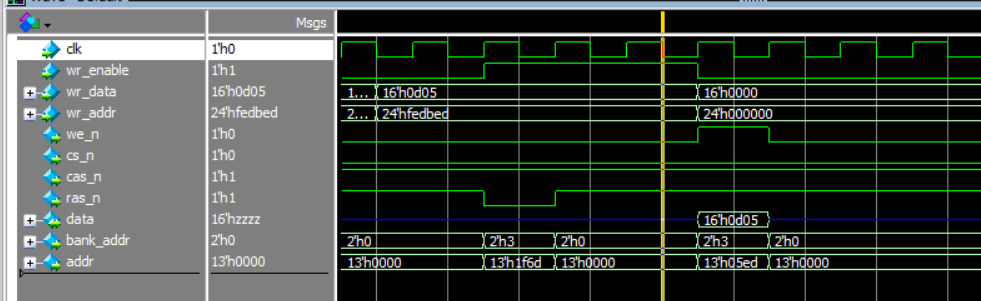 Msgs
clk 1'h0
wr_enable 1'h1
wr_data 16'h0d05 1... 16'h0d05 16'h0000
wr_addr 24'hfedbed 2... 24'hfedbed 24'h000000
we_n 1'h0
cs_n 1'h0
cas_n 1'h1
ras_n 1'h1
data 16'hzzzz 16'h0d05
bank_addr 2'h0 2'h0 2'h3 2'h0 2'h3 2'h0
addr 13'h0000 13'h0000 13'h1f6d 13'h0000 13'h05ed 13'h0000